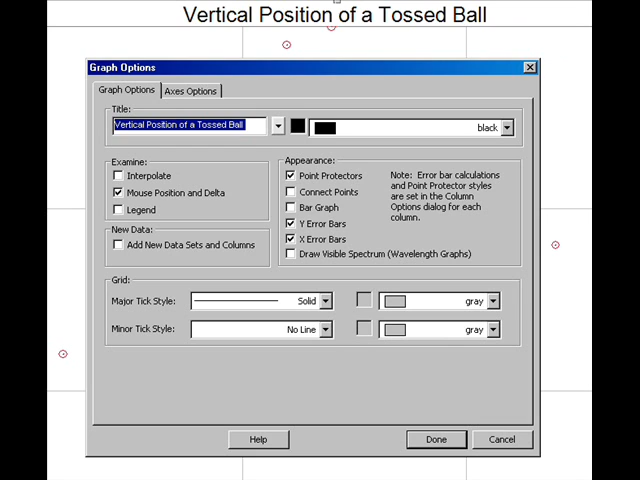 Vertical Position of a Tossed Ball
Graph Options
Graph Options Axes Options
Title:
Vertical Position of a Tossed Ball black
Examine:
Interpolate
Mouse Position and Delta
Legend
New Data:
Add New Data Sets and Columns
Appearance:
Point Protectors
Connect Points
Bar Graph
Y Error Bars
X Error Bars
Draw Visible Spectrum (Wavelength Graphs)
Note: Error bar calculations
and Point Protector styles
are set in the Column
Options dialog for each
column.
Grid:
Major Tick Style: Solid gray
Minor Tick Style: No Line gray
Help Done Cancel